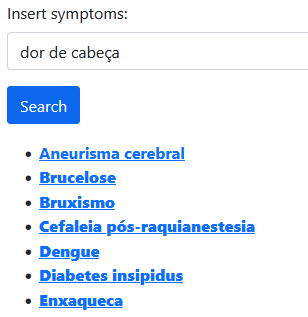 Insert symptoms:
dor de cabeça
Search
Aneurisma cerebral
Brucelose
Bruxismo
Cefaleia pós-raquianestesia
Dengue
Diabetes insipidus
Enxaqueca